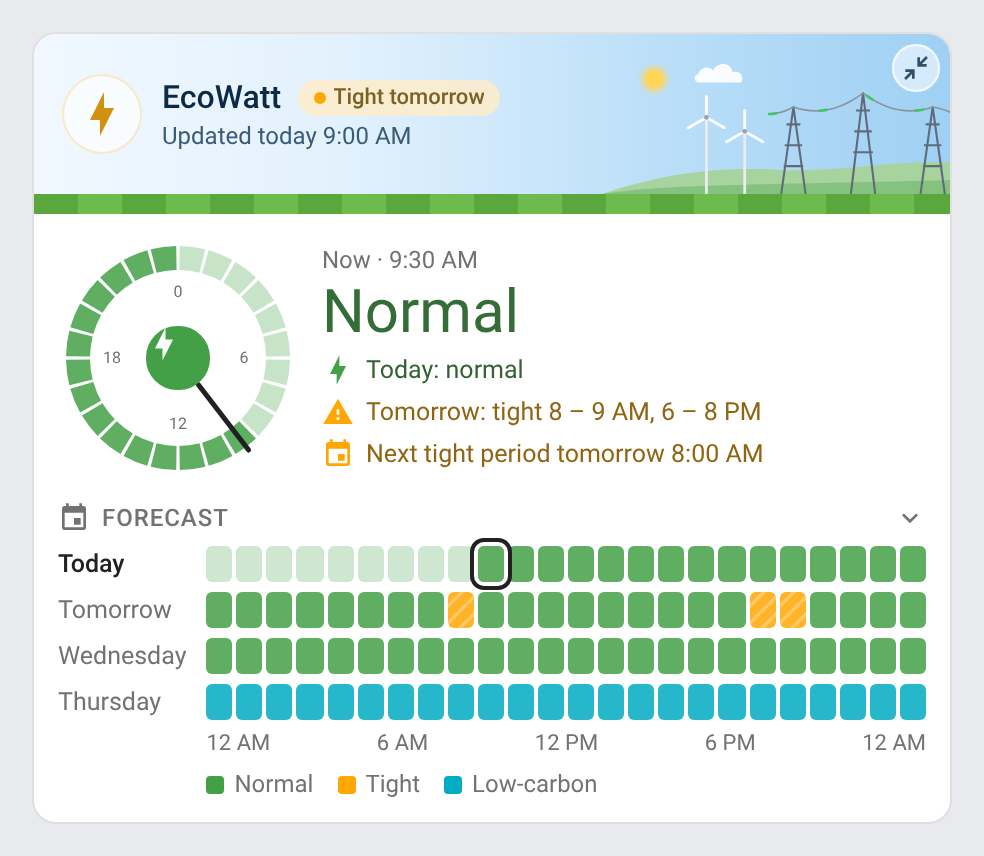 EcoWatt
Tight tomorrow
Updated today 9:00 AM
0
18
6
12
Now · 9:30 AM
Normal
Today: normal
Tomorrow: tight 8 – 9 AM, 6 – 8 PM
Next tight period tomorrow 8:00 AM
FORECAST
Today
Tomorrow
Wednesday
Thursday
12 AM 6 AM 12 PM 6 PM 12 AM
Normal Tight Low-carbon